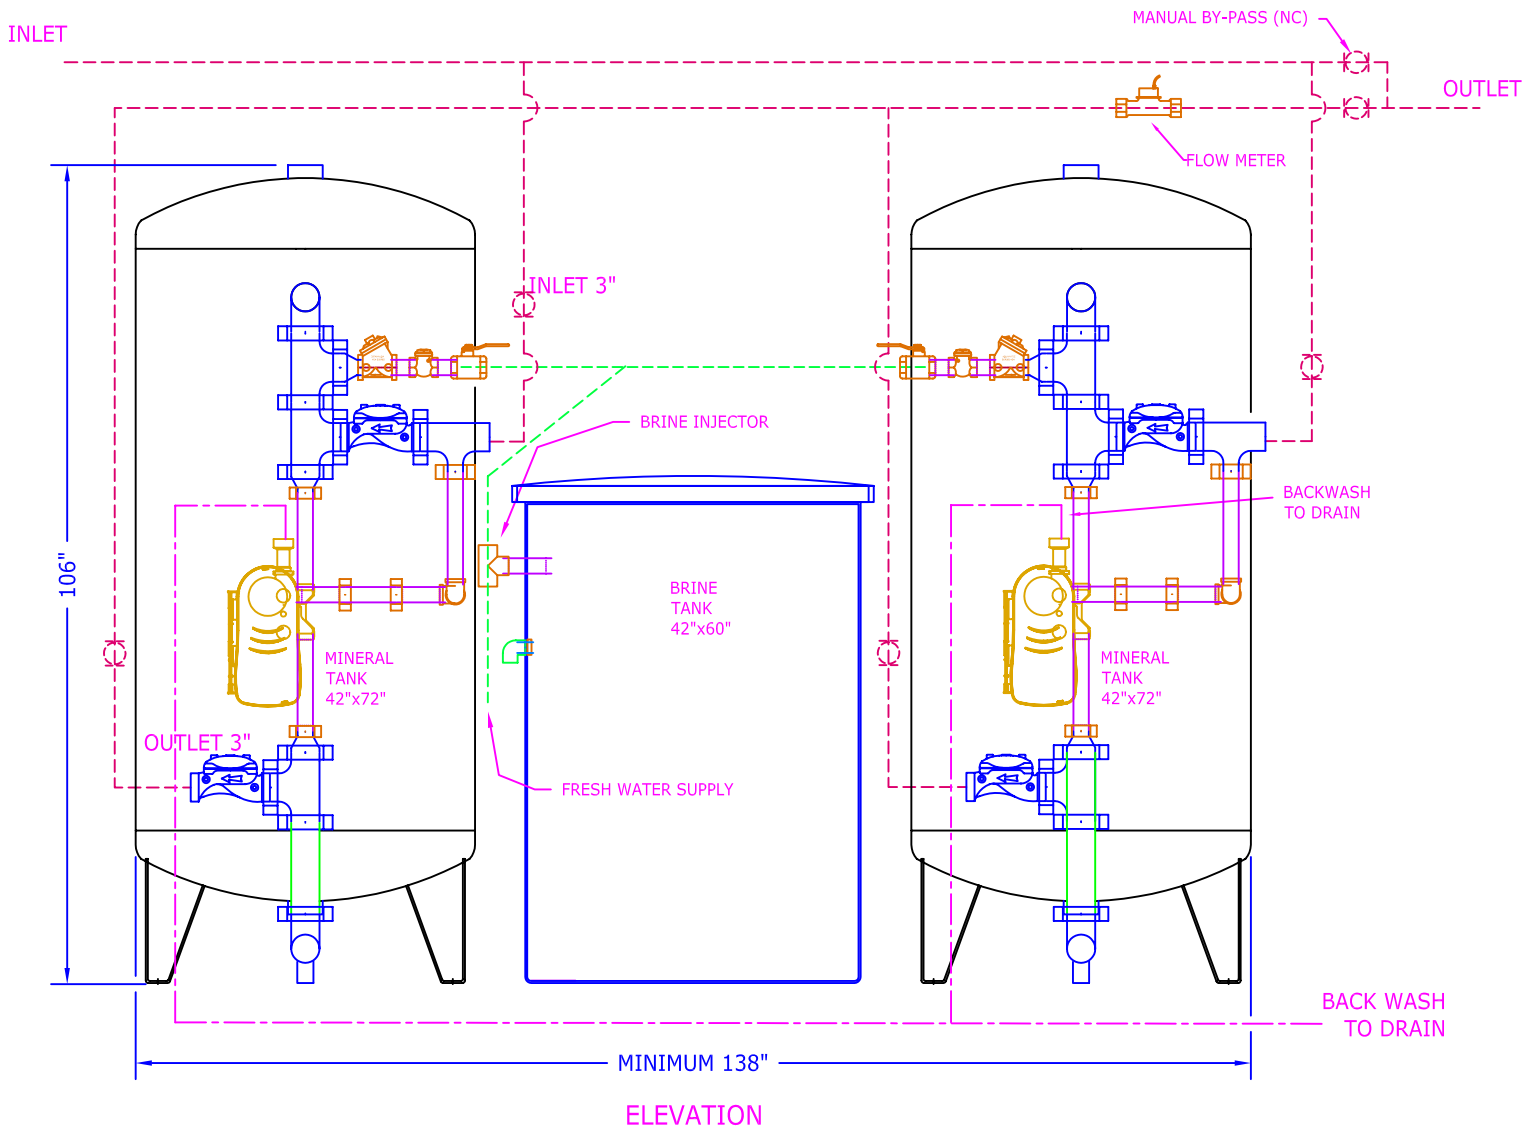 MANUAL BY-PASS (NC)
INLET
OUTLET
FLOW METER
INLET 3"
BRINE INJECTOR
BACKWASH
TO DRAIN
106"
BRINE
TANK
42"x60"
MINERAL
TANK
42"x72"
MINERAL
TANK
42"x72"
OUTLET 3"
FRESH WATER SUPPLY
BACK WASH
TO DRAIN
MINIMUM 138"
ELEVATION